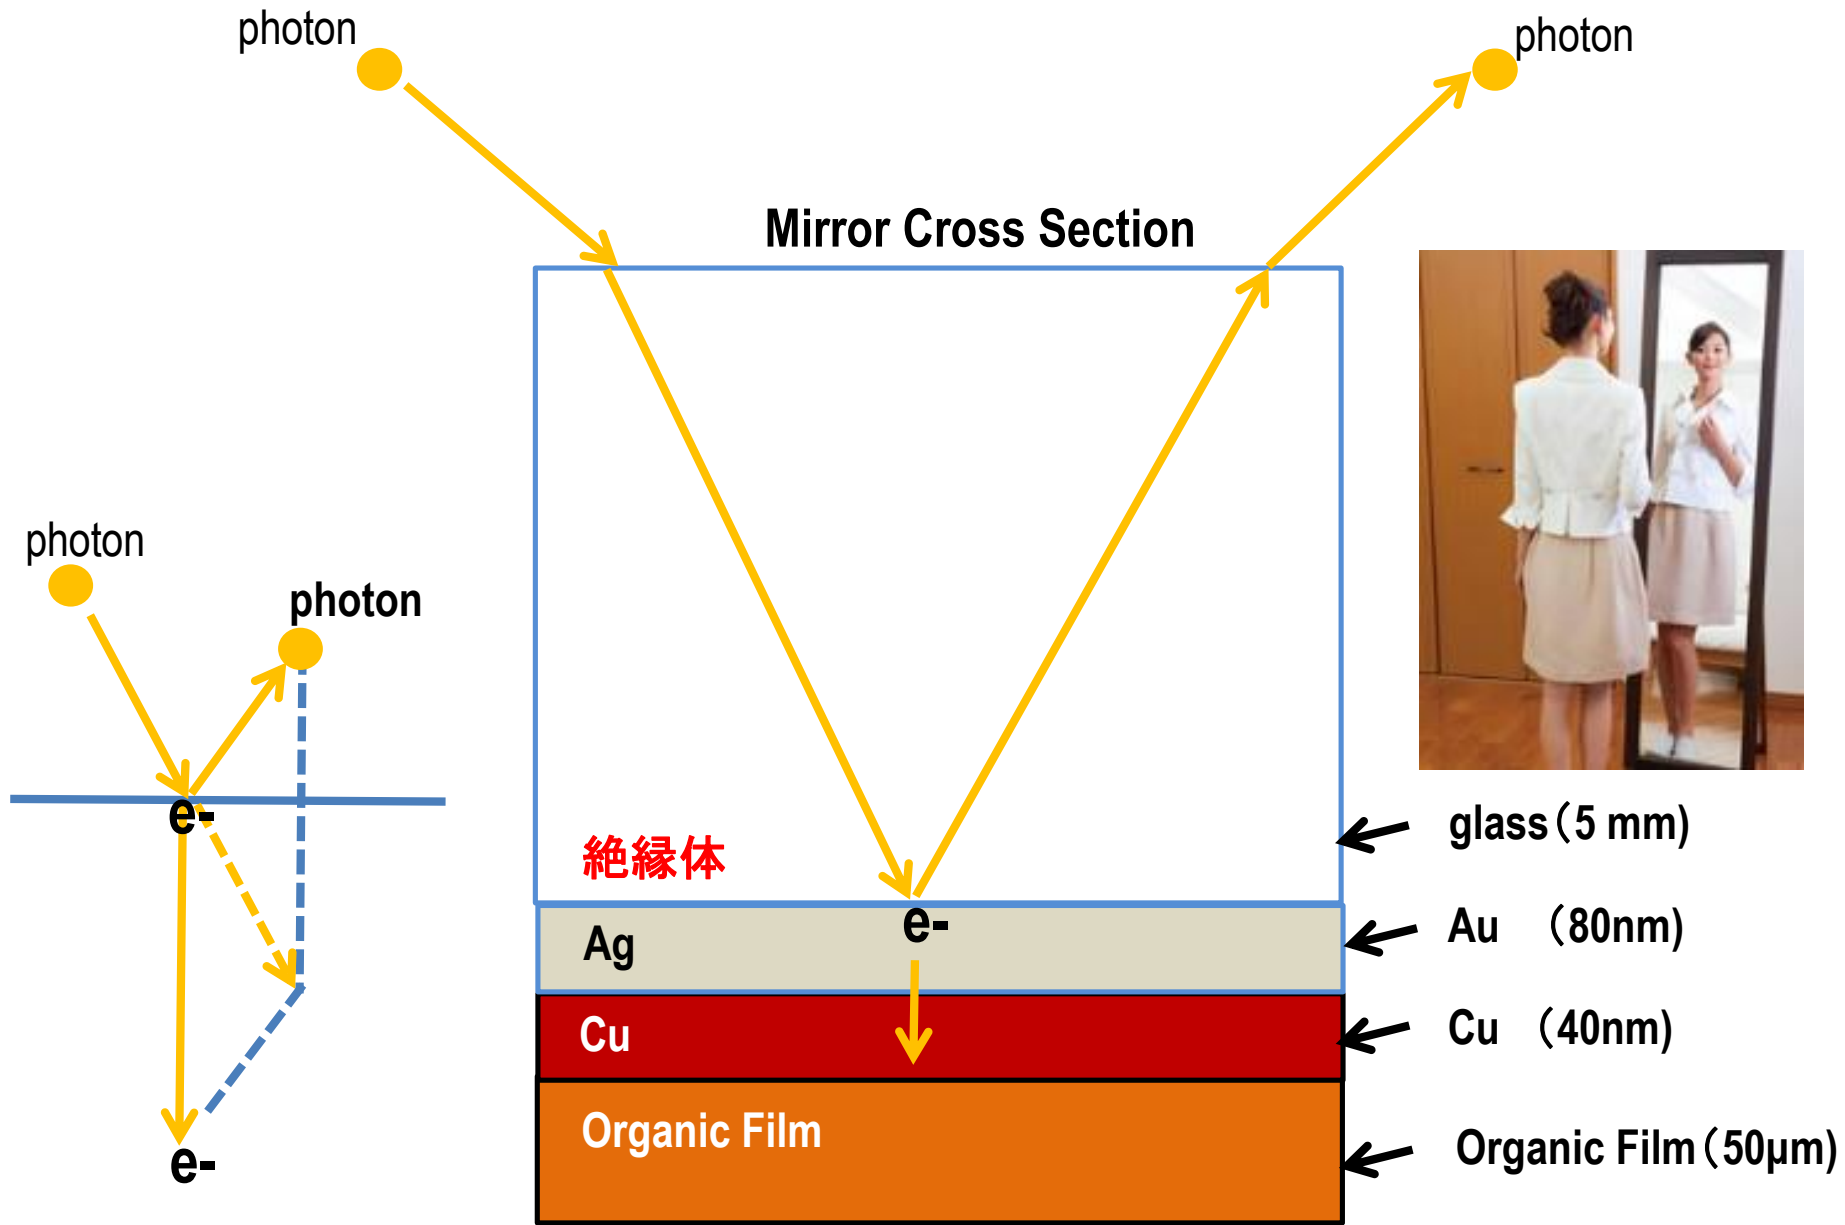 photon
photon
Mirror Cross Section
photon
photon
e-
e-
絶縁体
e-
Ag
Cu
Organic Film
glass（5 mm)
Au （80nm)
Cu （40nm)
Organic Film（50μm)